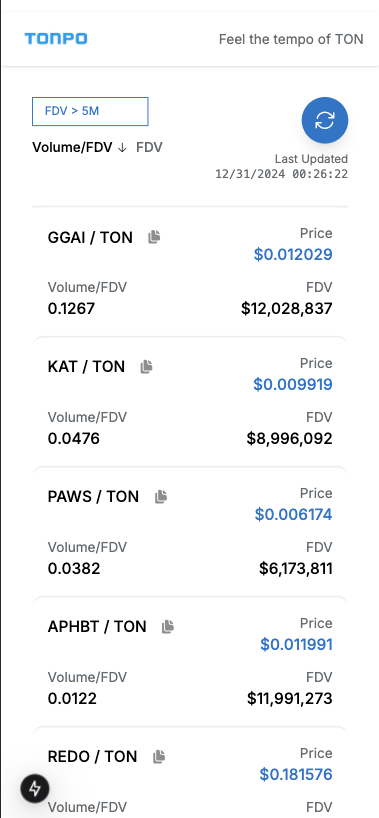 TONPO
Feel the tempo of TON
FDV > 5M
Volume/FDV ↓ FDV
Last Updated
12/31/2024 00:26:22
GGAI / TON
Price
$0.012029
Volume/FDV
FDV
0.1267
$12,028,837
KAT / TON
Price
$0.009919
Volume/FDV
FDV
0.0476
$8,996,092
PAWS / TON
Price
$0.006174
Volume/FDV
FDV
0.0382
$6,173,811
APHBT / TON
Price
$0.011991
Volume/FDV
FDV
0.0122
$11,991,273
REDO / TON
Price
$0.181576
Volume/FDV
FDV